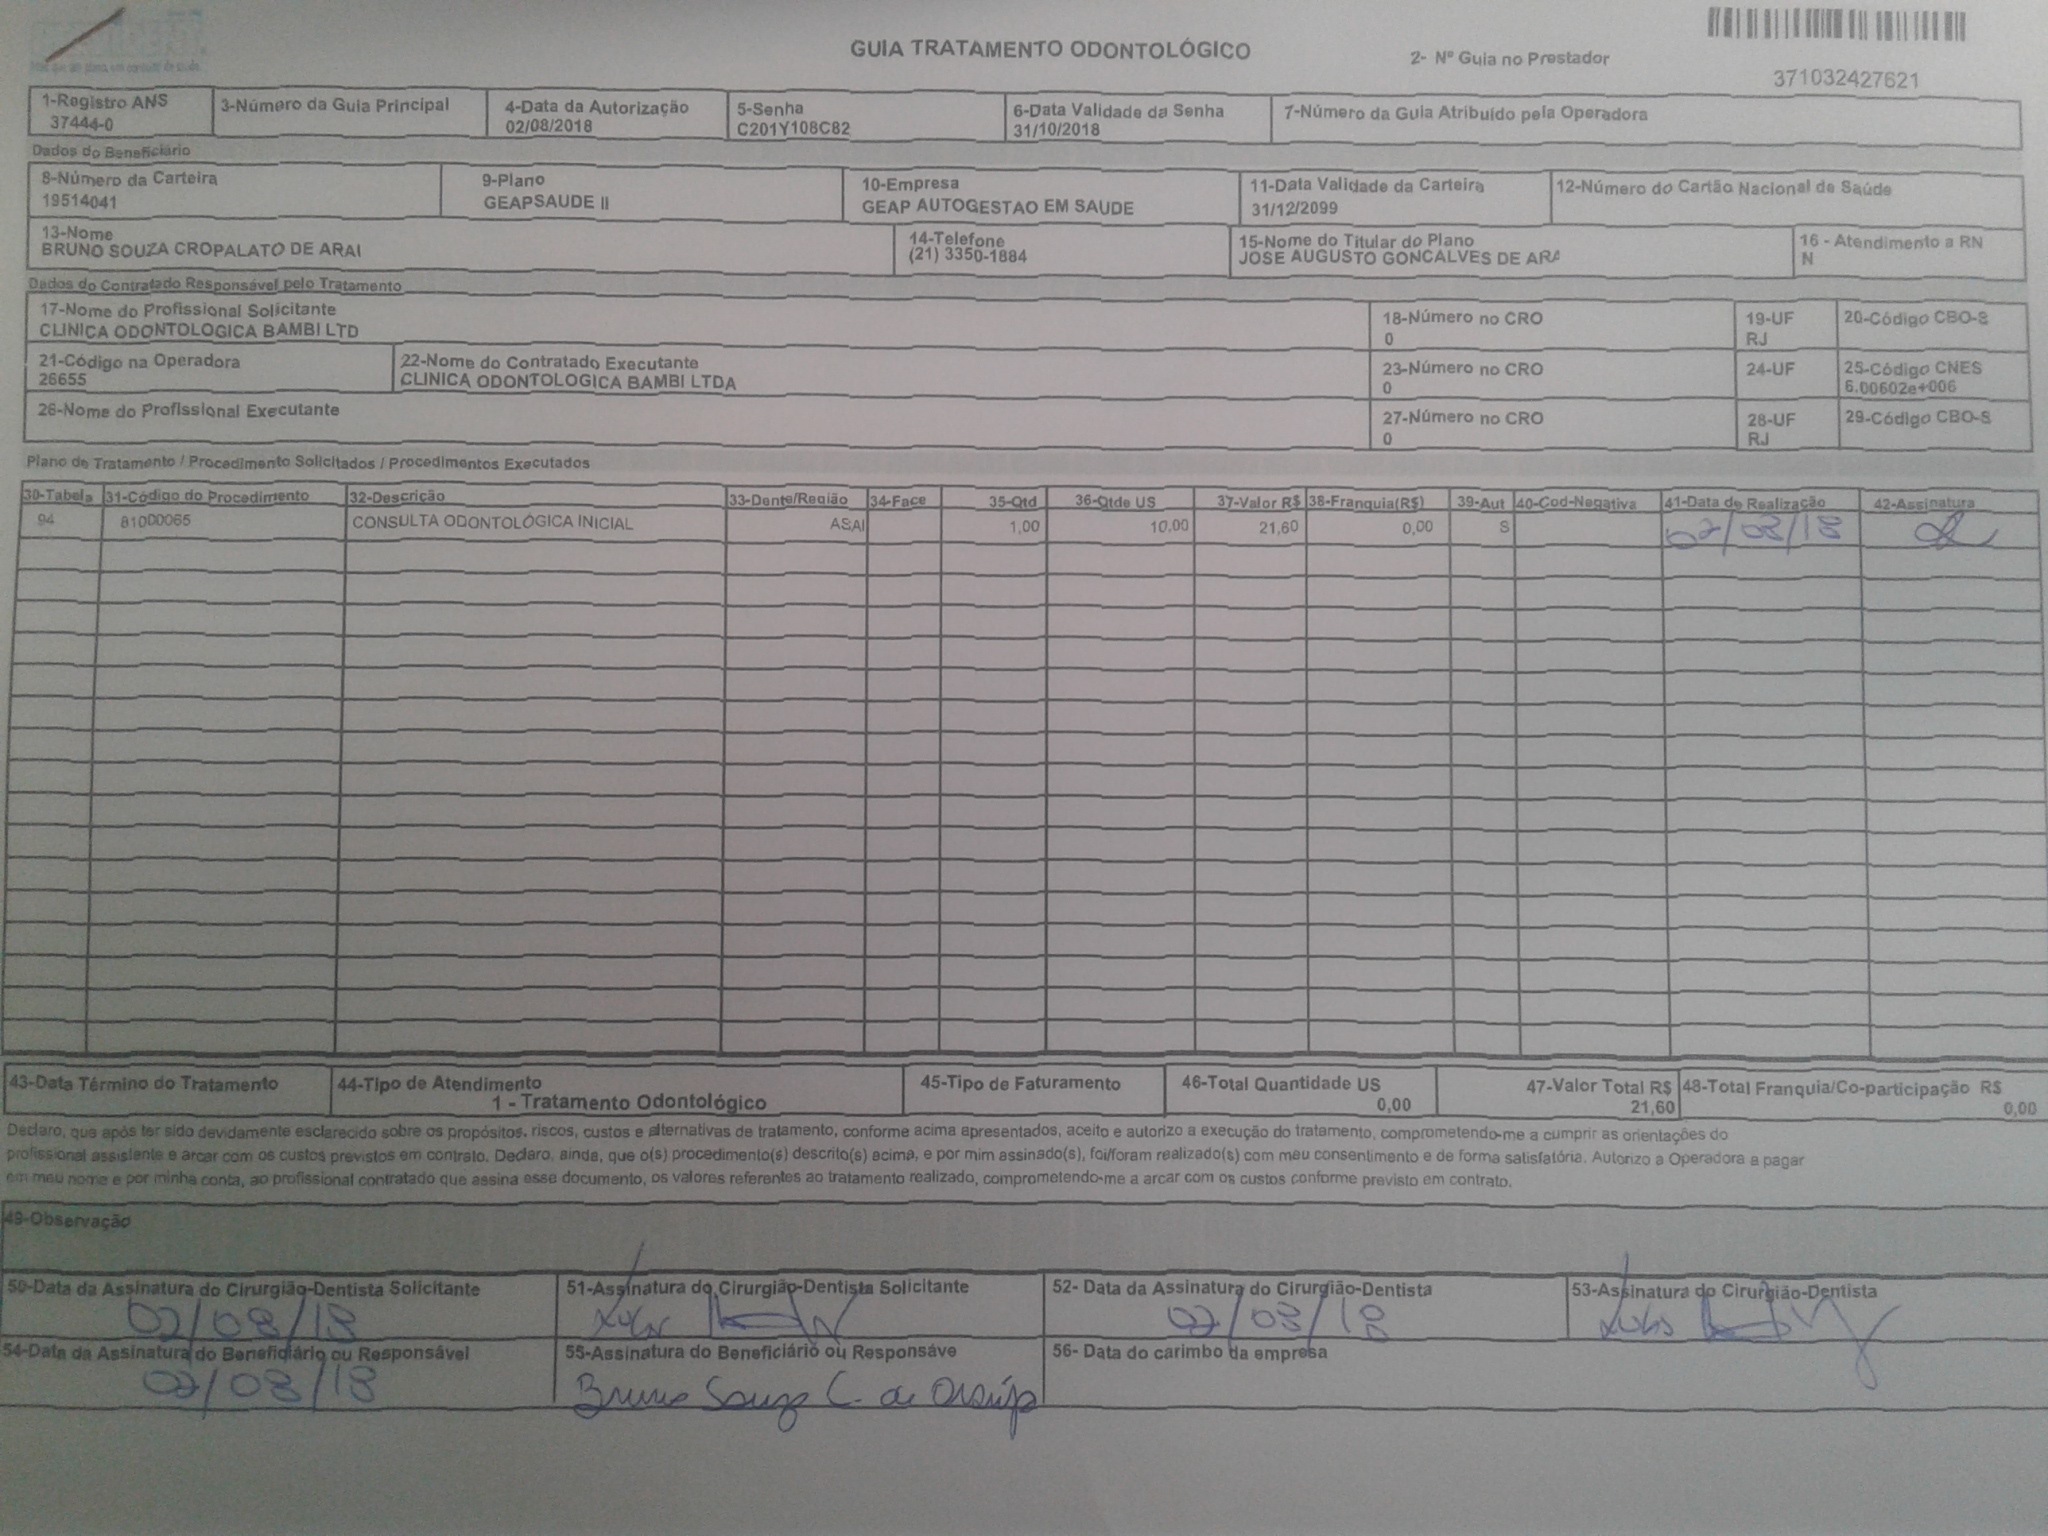 GUIA TRATAMENTO ODONTOLÓGICO
2- Nº Guia no Prestador
371032427621
1-Registro ANS
37444-0
3-Número da Guia Principal
4-Data da Autorização
02/08/2018
5-Senha
C201Y108C82
6-Data Validade da Senha
31/10/2018
7-Número da Guia Atribuído pela Operadora
Dados do Beneficiário
8-Número da Carteira
19514041
9-Plano
GEAPSAUDE II
10-Empresa
GEAP AUTOGESTAO EM SAUDE
11-Data Validade da Carteira
31/12/2099
12-Número do Cartão Nacional de Saúde
13-Nome
BRUNO SOUZA CROPALATO DE ARAI
14-Telefone
(21) 3350-1884
15-Nome do Titular do Plano
JOSE AUGUSTO GONCALVES DE ARA
16 - Atendimento a RN
N
Dados do Contratado Responsável pelo Tratamento
17-Nome do Profissional Solicitante
CLINICA ODONTOLOGICA BAMBI LTD
18-Número no CRO
0
19-UF
RJ
20-Código CBO-S
21-Código na Operadora
26655
22-Nome do Contratado Executante
CLINICA ODONTOLOGICA BAMBI LTDA
23-Número no CRO
0
24-UF
25-Código CNES
6.00602e+006
26-Nome do Profissional Executante
27-Número no CRO
0
28-UF
RJ
29-Código CBO-S
Plano de Tratamento / Procedimento Solicitados / Procedimentos Executados
30-Tabela 31-Código do Procedimento 32-Descrição 33-Dente/Região 34-Face 35-Qtd 36-Qtde US 37-Valor R$ 38-Franquia(R$) 39-Aut 40-Cod-Negativa 41-Data de Realização 42-Assinatura
94 81000065 CONSULTA ODONTOLÓGICA INICIAL ASAI 1,00 10,00 21,60 0,00 S 02/08/18
43-Data Término do Tratamento
44-Tipo de Atendimento
1 - Tratamento Odontológico
45-Tipo de Faturamento
46-Total Quantidade US
0,00
47-Valor Total R$
21,60
48-Total Franquia/Co-participação R$
0,00
Declaro, que após ter sido devidamente esclarecido sobre os propósitos, riscos, custos e alternativas de tratamento, conforme acima apresentados, aceito e autorizo a execução do tratamento, comprometendo-me a cumprir as orientações do
profissional assistente e arcar com os custos previstos em contrato. Declaro, ainda, que o(s) procedimento(s) descrito(s) acima, e por mim assinado(s), foi/foram realizado(s) com meu consentimento e de forma satisfatória. Autorizo a Operadora a pagar
em meu nome e por minha conta, ao profissional contratado que assina esse documento, os valores referentes ao tratamento realizado, comprometendo-me a arcar com os custos conforme previsto em contrato.
49-Observação
50-Data da Assinatura do Cirurgião-Dentista Solicitante
02/08/18
51-Assinatura do Cirurgião-Dentista Solicitante
52- Data da Assinatura do Cirurgião-Dentista
02/08/18
53-Assinatura do Cirurgião-Dentista
54-Data da Assinatura do Beneficiário ou Responsável
02/08/18
55-Assinatura do Beneficiário ou Responsáve
Bruno Souza C. de
56- Data do carimbo da empresa